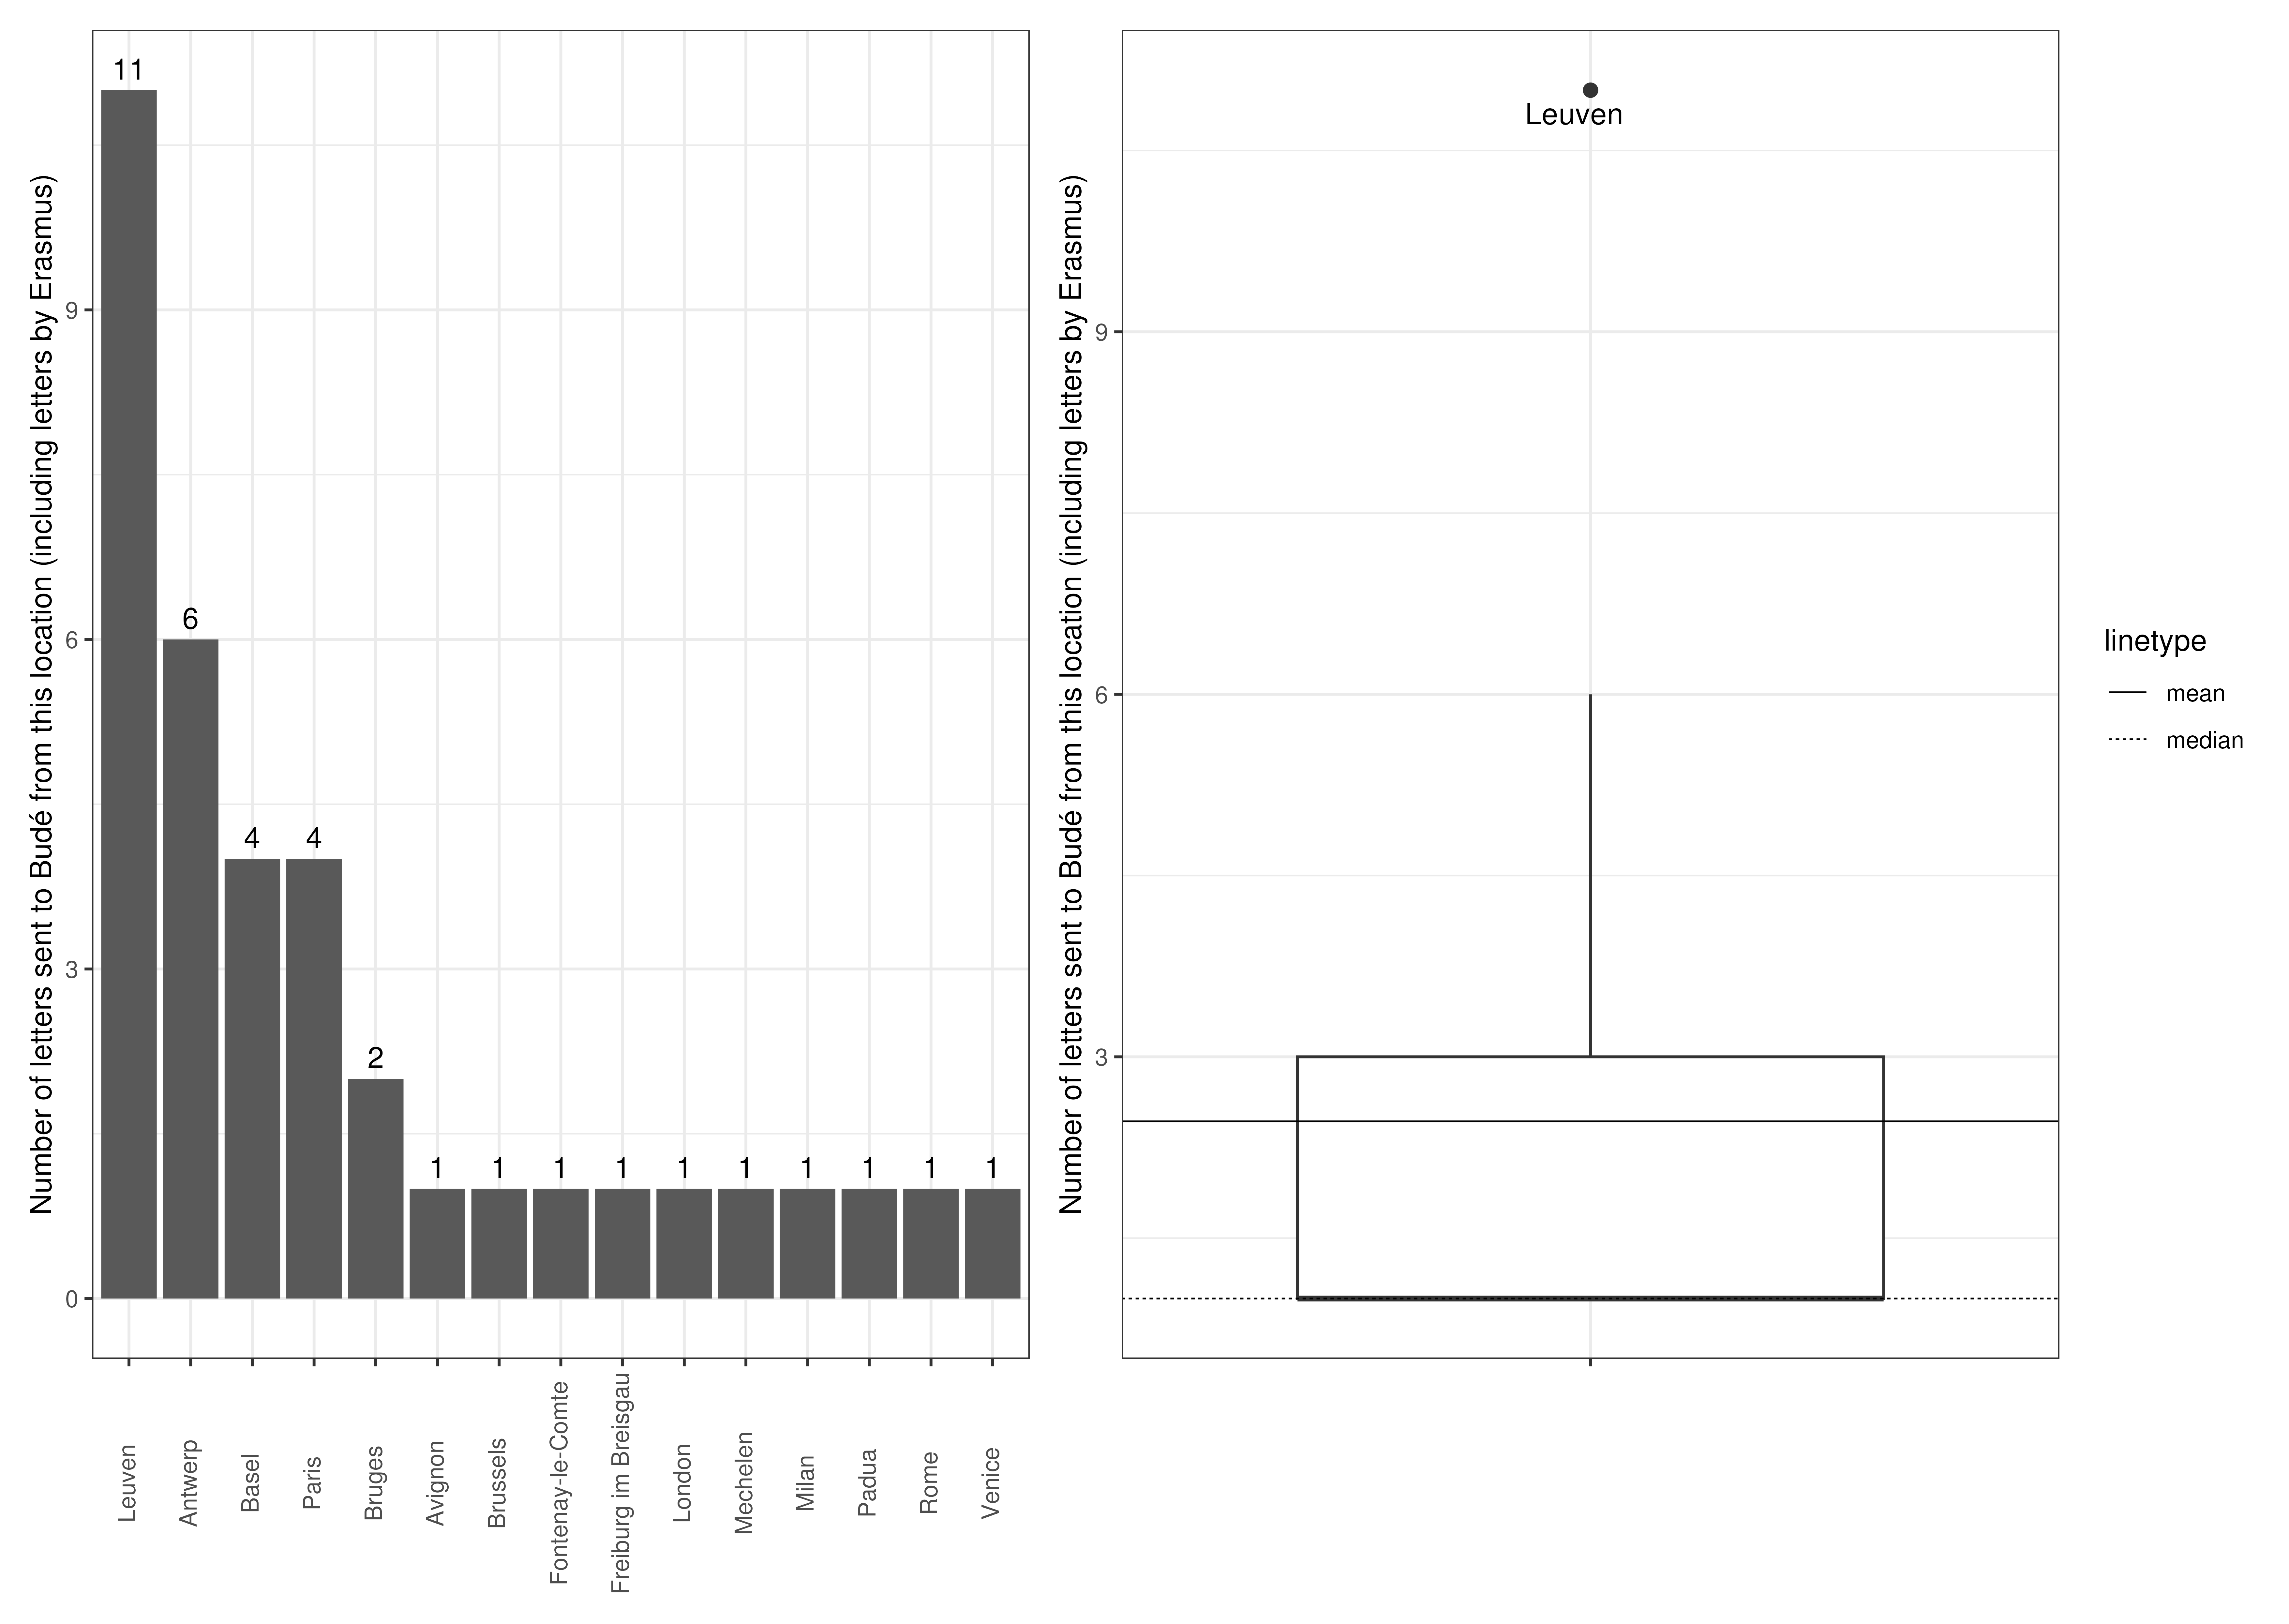 Number of letters sent to Budé from this location (including letters by Erasmus)
9
6
3
0
11
6
4
4
2
1
1
1
1
1
1
1
1
1
1
Leuven
Antwerp
Basel
Paris
Bruges
Avignon
Brussels
Fontenay-le-Comte
Freiburg im Breisgau
London
Mechelen
Milan
Padua
Rome
Venice
Number of letters sent to Budé from this location (including letters by Erasmus)
9
6
3
Leuven
linetype
mean
median